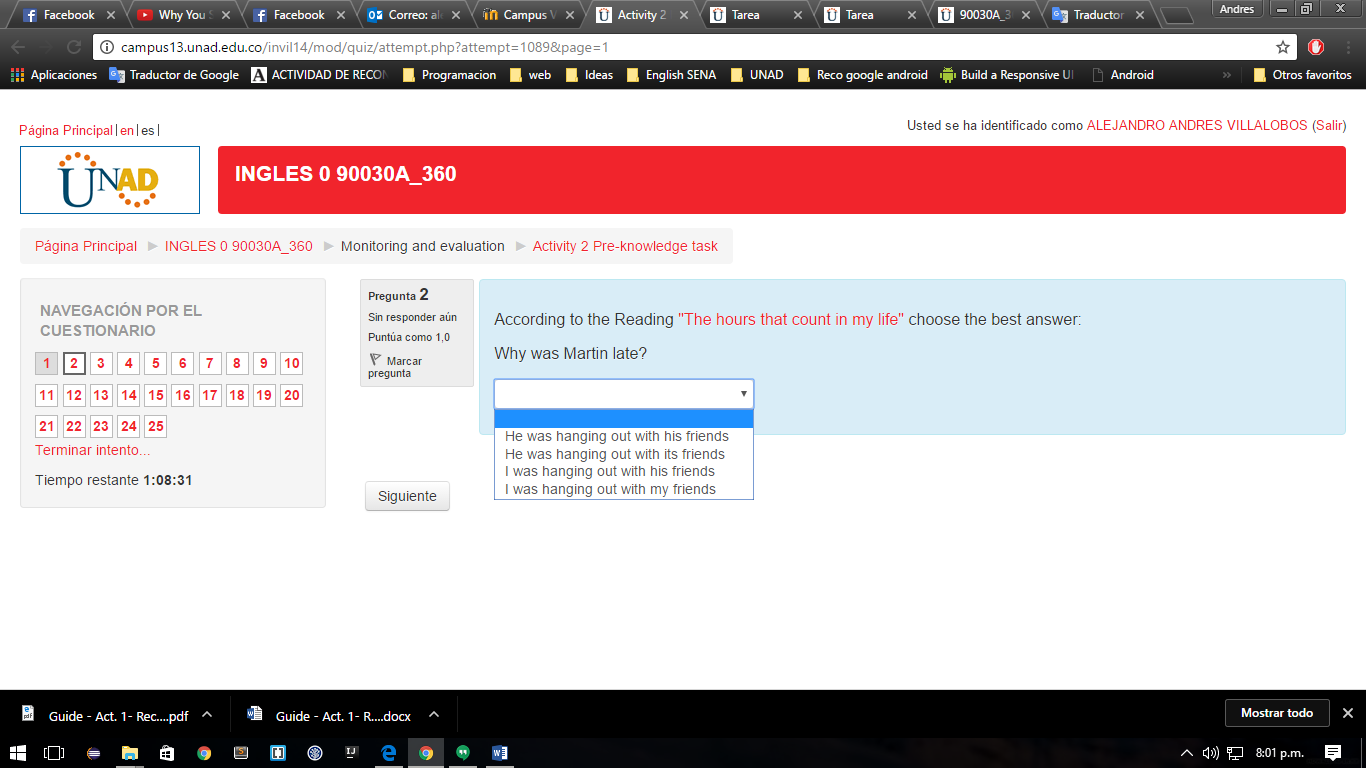 Facebook
Why You S
Facebook
Correo: al
Campus V
Activity 2
Tarea
Tarea
90030A_3
Traductor
Andres
campus13.unad.edu.co/invil14/mod/quiz/attempt.php?attempt=1089&page=1
Aplicaciones
Traductor de Google
ACTIVIDAD DE RECON
Programacion
web
Ideas
English SENA
UNAD
Reco google android
Build a Responsive UI
Android
»
Otros favoritos
Página Principal|en|es|
Usted se ha identificado como ALEJANDRO ANDRES VILLALOBOS (Salir)
UNAD
INGLES 0 90030A_360
Página Principal ► INGLES 0 90030A_360 ► Monitoring and evaluation ► Activity 2 Pre-knowledge task
NAVEGACIÓN POR EL
CUESTIONARIO
1 2 3 4 5 6 7 8 9 10
11 12 13 14 15 16 17 18 19 20
21 22 23 24 25
Terminar intento...
Tiempo restante 1:08:31
Pregunta 2
Sin responder aún
Puntúa como 1,0
Marcar
pregunta
According to the Reading "The hours that count in my life" choose the best answer:
Why was Martin late?
He was hanging out with his friends
He was hanging out with its friends
I was hanging out with his friends
I was hanging out with my friends
Siguiente
Guide - Act. 1- Rec....pdf
Guide - Act. 1- R....docx
Mostrar todo
8:01 p.m.